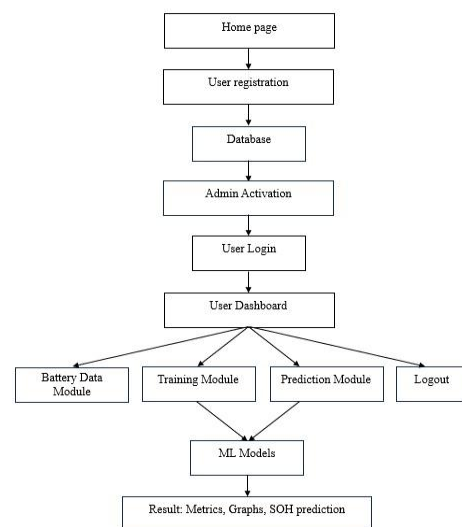 Home page
User registration
Database
Admin Activation
User Login
User Dashboard
Battery Data
Module
Training Module
Prediction Module
Logout
ML Models
Result: Metrics, Graphs, SOH prediction